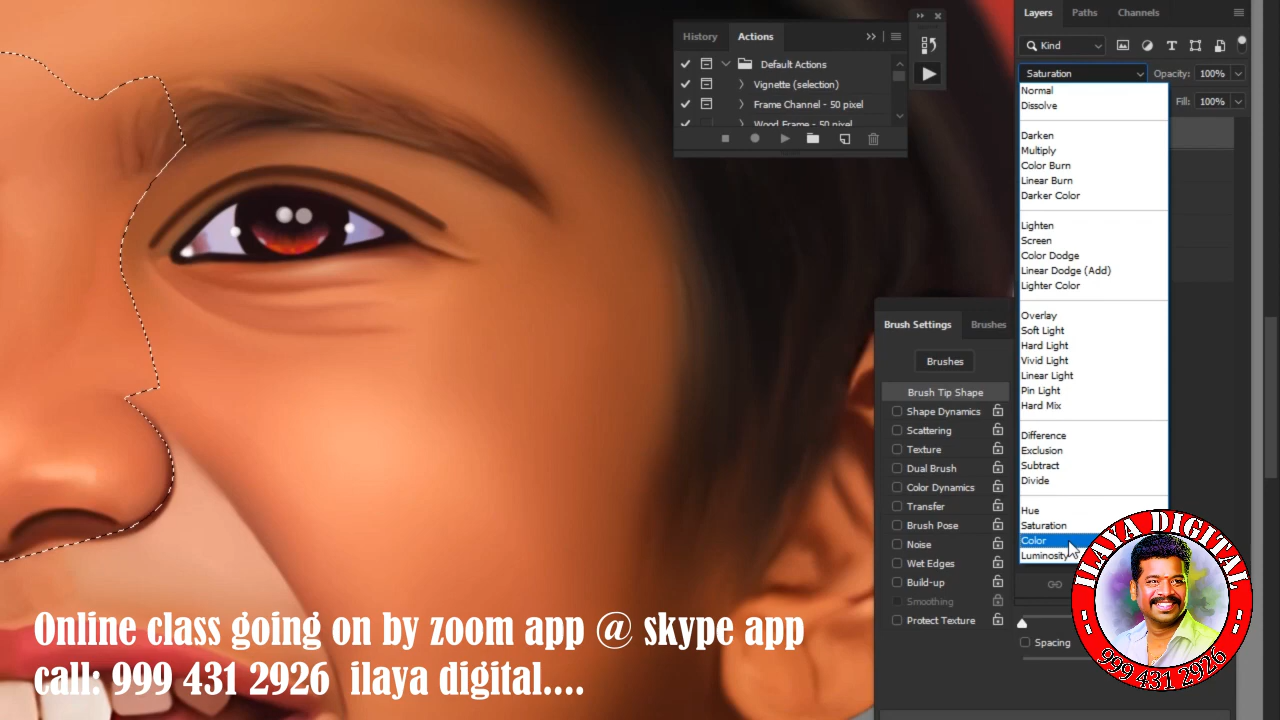 History
Actions
Default Actions
Vignette (selection)
Frame Channel - 50 pixel
Wood Frame - 50 pixel
Layers
Paths
Channels
Kind
Saturation
Opacity: 100%
Fill: 100%
Normal
Dissolve
Darken
Multiply
Color Burn
Linear Burn
Darker Color
Lighten
Screen
Color Dodge
Linear Dodge (Add)
Lighter Color
Overlay
Soft Light
Hard Light
Vivid Light
Linear Light
Pin Light
Hard Mix
Difference
Exclusion
Subtract
Divide
Hue
Saturation
Color
Luminosity
Brush Settings
Brushes
Brushes
Brush Tip Shape
Shape Dynamics
Scattering
Texture
Dual Brush
Color Dynamics
Transfer
Brush Pose
Noise
Wet Edges
Build-up
Smoothing
Protect Texture
Spacing
ILAYA DIGITAL
999 431 2926
Online class going on by zoom app @ skype app
call: 999 431 2926 ilaya digital....